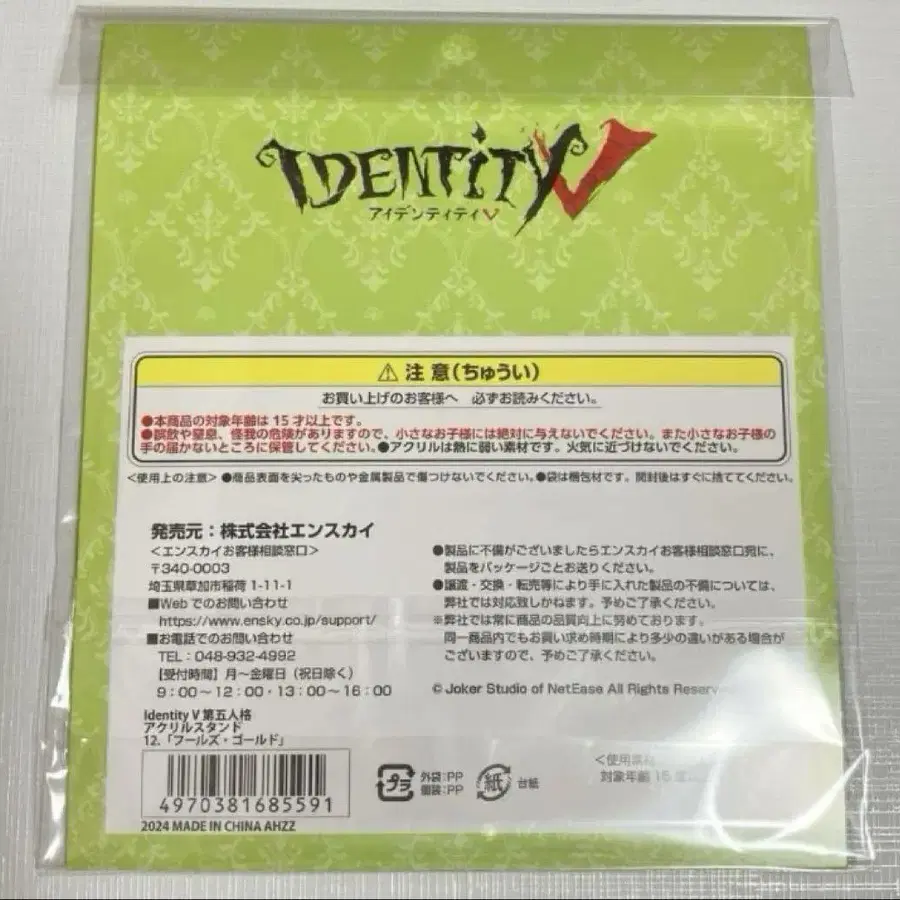 IDENTITY V
アイデンティティV
⚠ 注意(ちゅうい)
お買い上げのお客様へ 必ずお読みください。
●本商品の対象年齢は15才以上です。
●誤飲や窒息、怪我の危険がありますので、小さなお子様には絶対に与えないでください。また小さなお子様の
手の届かないところに保管してください。●アクリルは熱に弱い素材です。火気に近づけないでください。
<使用上の注意> ●商品表面を尖ったものや金属製品で傷つけないでください。●袋は梱包材です。開封後はすぐに捨ててください。
発売元:株式会社エンスカイ
<エンスカイお客様相談窓口>
〒340-0003
埼玉県草加市稲荷 1-11-1
■Web でのお問い合わせ
https://www.ensky.co.jp/support/
■お電話でのお問い合わせ
TEL:048-932-4992
【受付時間】月〜金曜日(祝日除く)
9:00〜12:00・13:00〜16:00
●製品に不備がございましたらエンスカイお客様相談窓口宛に、
製品をパッケージごとお送りください。
●譲渡・交換・転売等により手に入れた製品の不備については、
弊社では対応致しかねます。予めご了承ください。
※弊社では常に商品の品質向上に努めております。
同一商品内でもお買い求め時期により多少の違いがある場合が
ございますので、予めご了承ください。
© Joker Studio of NetEase All Rights
Identity V 第五人格
アクリルスタンド
12.「フールズ・ゴールド」
4970381685591
2024 MADE IN CHINA AHZZ
プラ 外袋:PP
個装:PP
紙 台紙
<使用
対象年齢 15